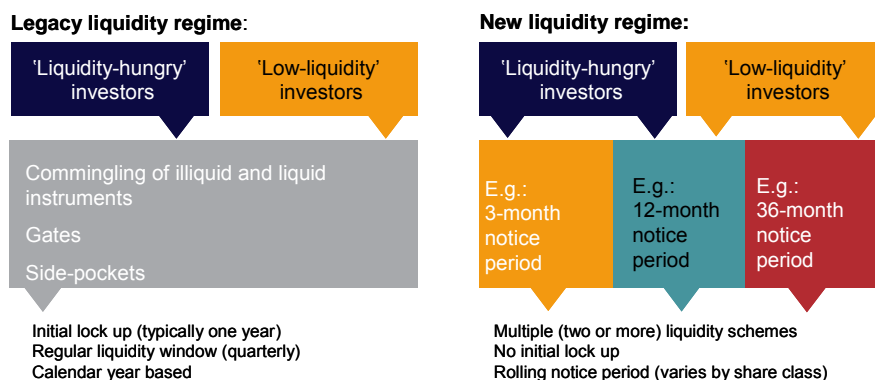 Legacy liquidity regime:
‘Liquidity-hungry’
investors
‘Low-liquidity’
investors
Commingling of illiquid and liquid
instruments
Gates
Side-pockets
Initial lock up (typically one year)
Regular liquidity window (quarterly)
Calendar year based
New liquidity regime:
‘Liquidity-hungry’
investors
‘Low-liquidity’
investors
E.g.:
3-month
notice
period
E.g.:
12-month
notice
period
E.g.:
36-month
notice
period
Multiple (two or more) liquidity schemes
No initial lock up
Rolling notice period (varies by share class)